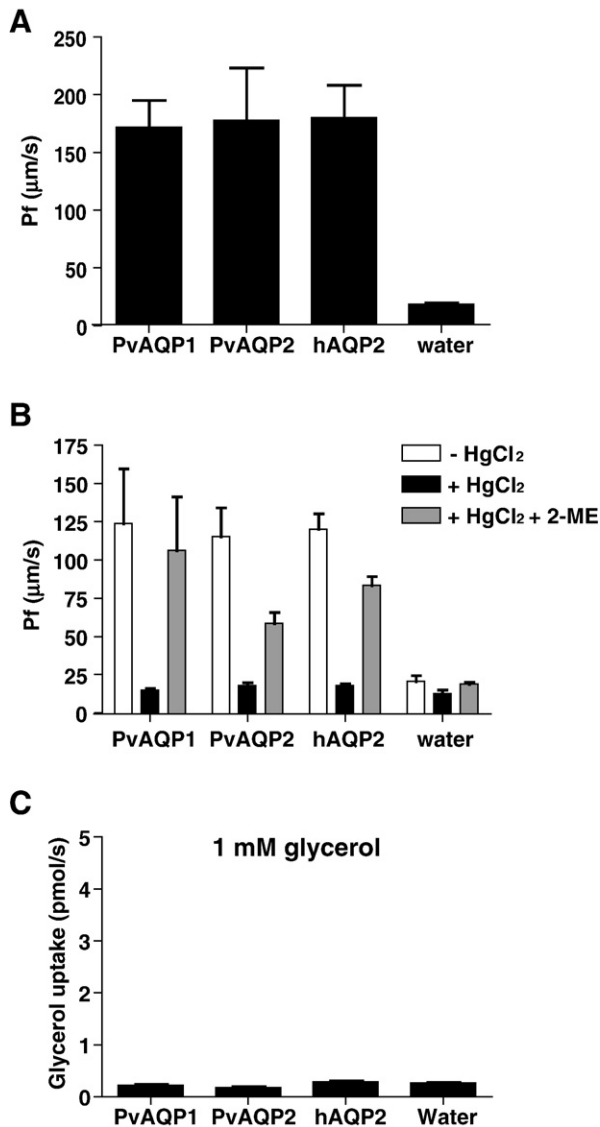 A
250
200
150
100
50
0
Pf (μm/s)
PvAQP1 PvAQP2 hAQP2 water
B
175
150
125
100
75
50
25
0
Pf (μm/s)
- HgCl2
+ HgCl2
+ HgCl2 + 2-ME
PvAQP1 PvAQP2 hAQP2 water
C
1 mM glycerol
5
4
3
2
1
0
Glycerol uptake (pmol/s)
PvAQP1 PvAQP2 hAQP2 Water